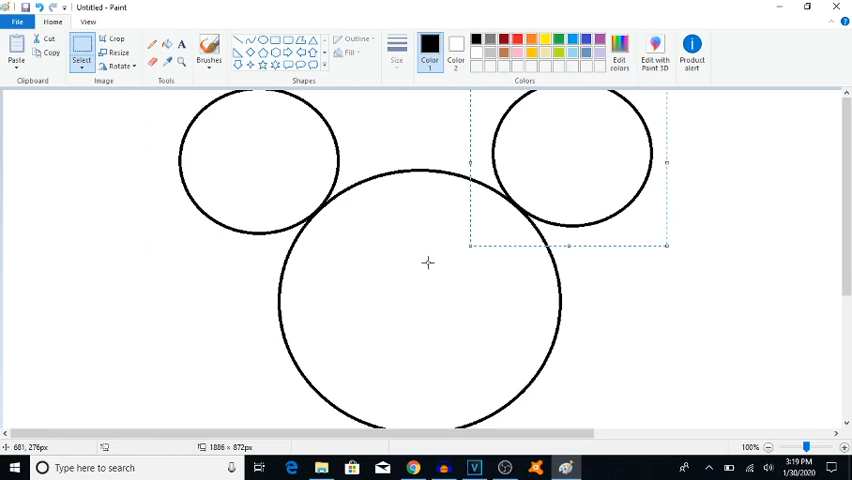 Untitled - Paint
File Home View
Paste
Cut
Copy
Clipboard
Select
Crop
Resize
Rotate
Image
A
Tools
Brushes
Outline
Fill
Shapes
Size
Color 1
Color 2
Edit colors
Colors
Edit with Paint 3D
Product alert
681, 276px
1886 × 872px
100%
Type here to search
3:19 PM
1/30/2020